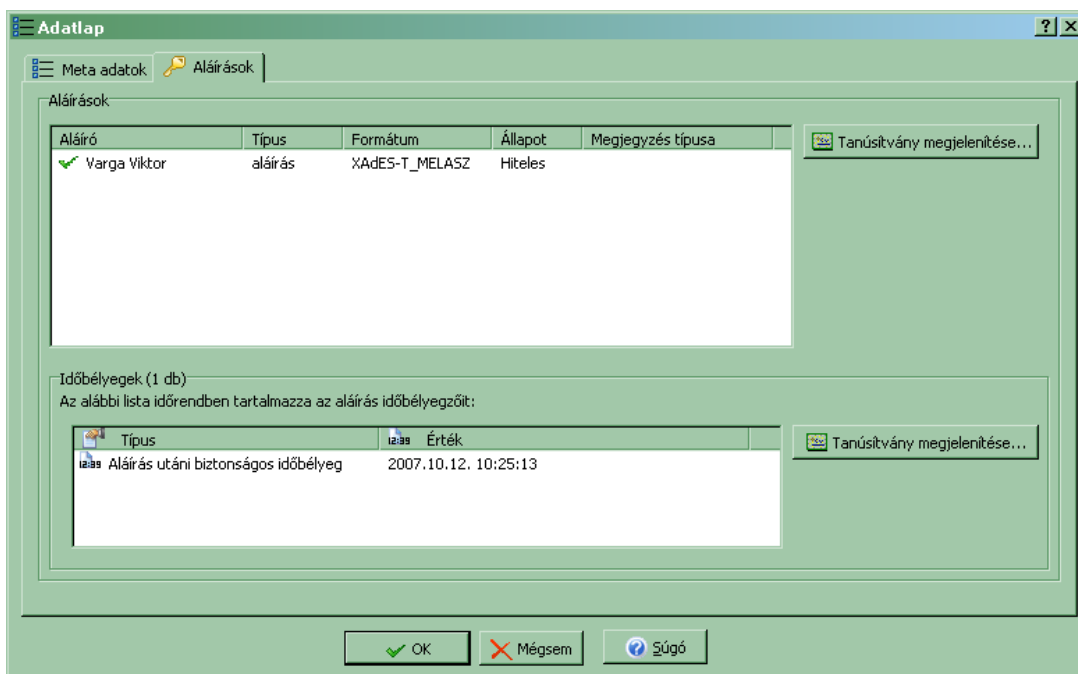 Adatlap
Meta adatok Aláírások
Aláírások
Aláíró Típus Formátum Állapot Megjegyzés típusa
Varga Viktor aláírás XAdES-T_MELASZ Hiteles
Tanúsítvány megjelenítése...
Időbélyegek (1 db)
Az alábbi lista időrendben tartalmazza az aláírás időbélyegzőit:
Típus Érték
Aláírás utáni biztonságos időbélyeg 2007.10.12. 10:25:13
Tanúsítvány megjelenítése...
OK Mégsem Súgó